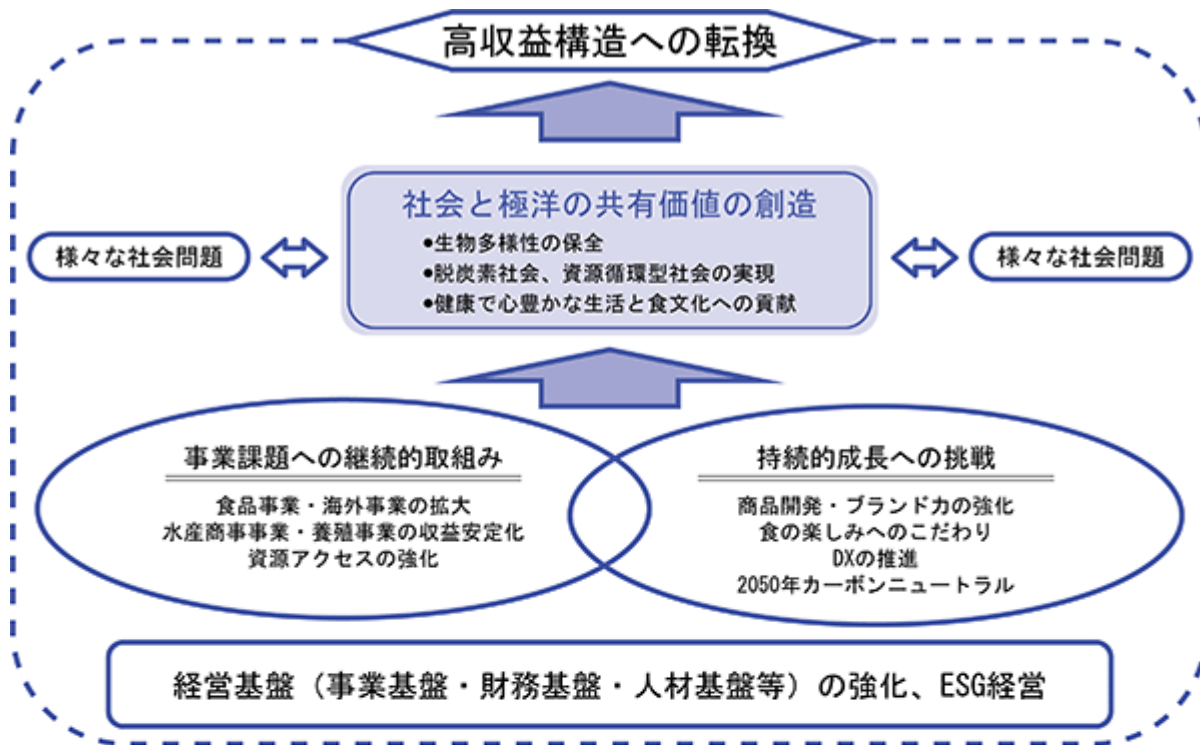 高収益構造への転換
社会と極洋の共有価値の創造
●生物多様性の保全
●脱炭素社会、資源循環型社会の実現
●健康で心豊かな生活と食文化への貢献
様々な社会問題
様々な社会問題
事業課題への継続的取組み
食品事業・海外事業の拡大
水産商事事業・養殖事業の収益安定化
資源アクセスの強化
持続的成長への挑戦
商品開発・ブランド力の強化
食の楽しみへのこだわり
DXの推進
2050年カーボンニュートラル
経営基盤（事業基盤・財務基盤・人材基盤等）の強化、ESG経営